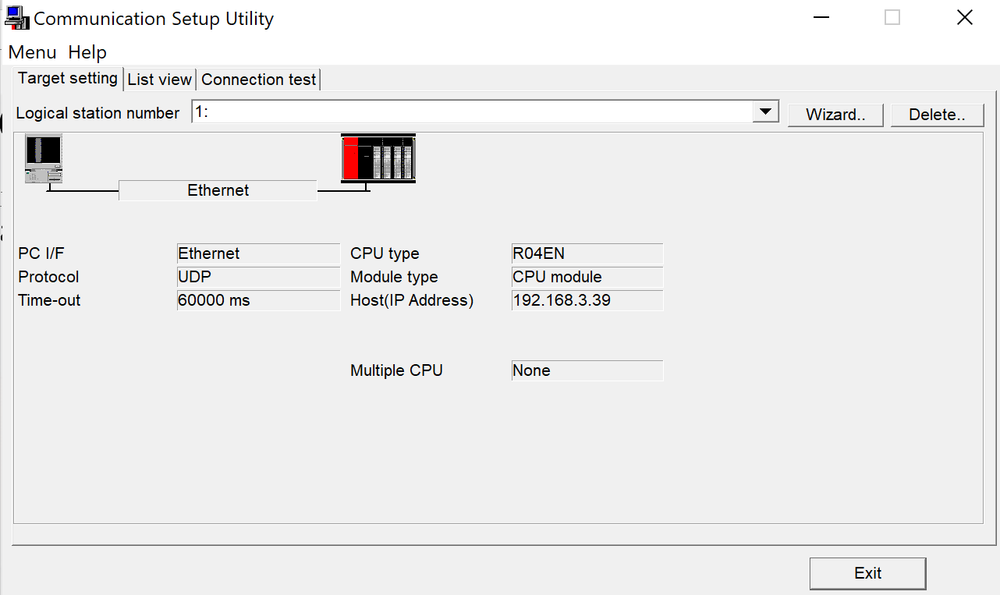 Communication Setup Utility
Menu Help
Target setting List view Connection test
Logical station number 1: Wizard.. Delete..
Ethernet
PC I/F Ethernet CPU type R04EN
Protocol UDP Module type CPU module
Time-out 60000 ms Host(IP Address) 192.168.3.39
Multiple CPU None
Exit